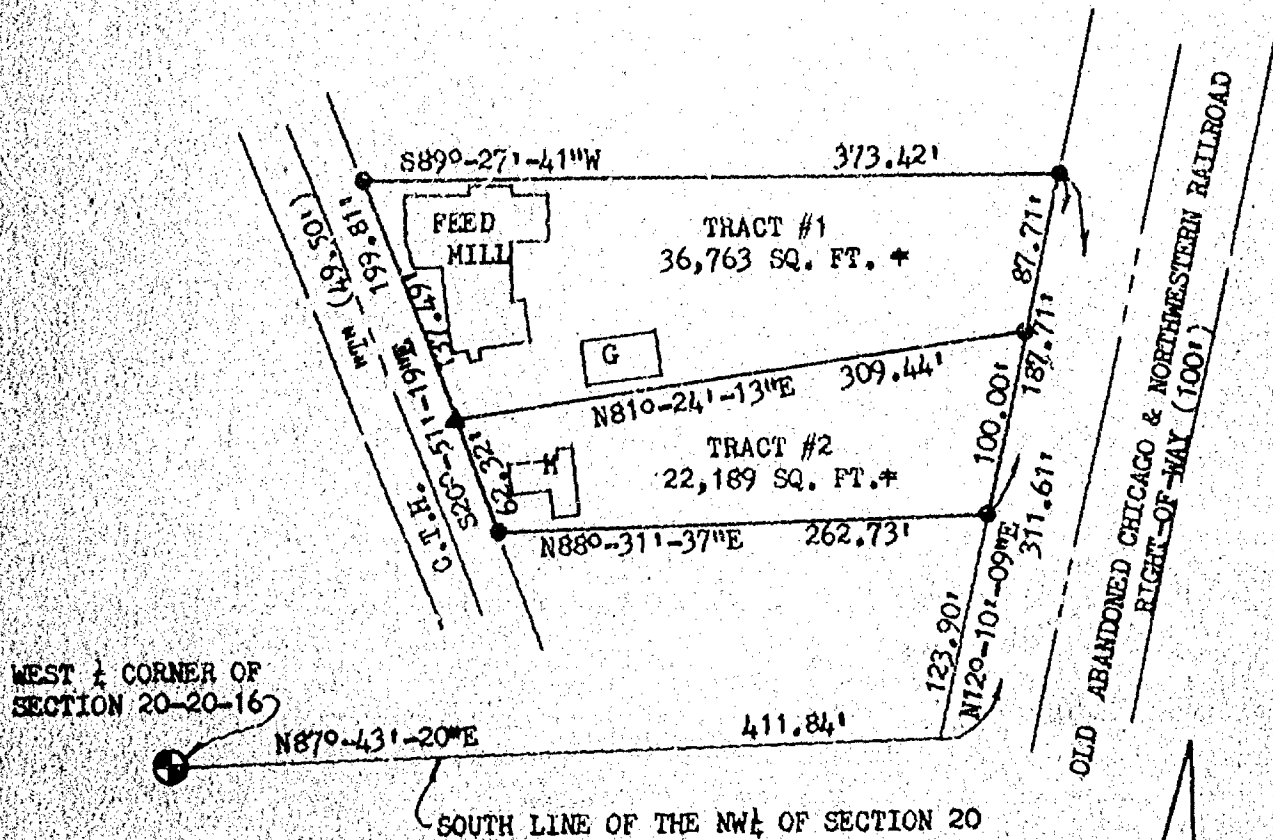 S89°-27'-41"W 373.42'
FEED
MILL
TRACT #1
36,763 SQ. FT. *
87.71'
187.71'
199.81'
137.49'
"N" (49.50')
C.T.H.
S20°-51'-19"E
G
N81°-24'-13"E 309.44'
62.32'
H
TRACT #2
22,189 SQ. FT.*
100.00'
N88°-31'-37"E 262.73'
311.61'
123.90'
N12°-10'-09"E
OLD ABANDONED CHICAGO & NORTHWESTERN RAILROAD
RIGHT-OF-WAY (100')
WEST ¼ CORNER OF
SECTION 20-20-16
N87°-43'-20"E 411.84'
SOUTH LINE OF THE NW¼ OF SECTION 20